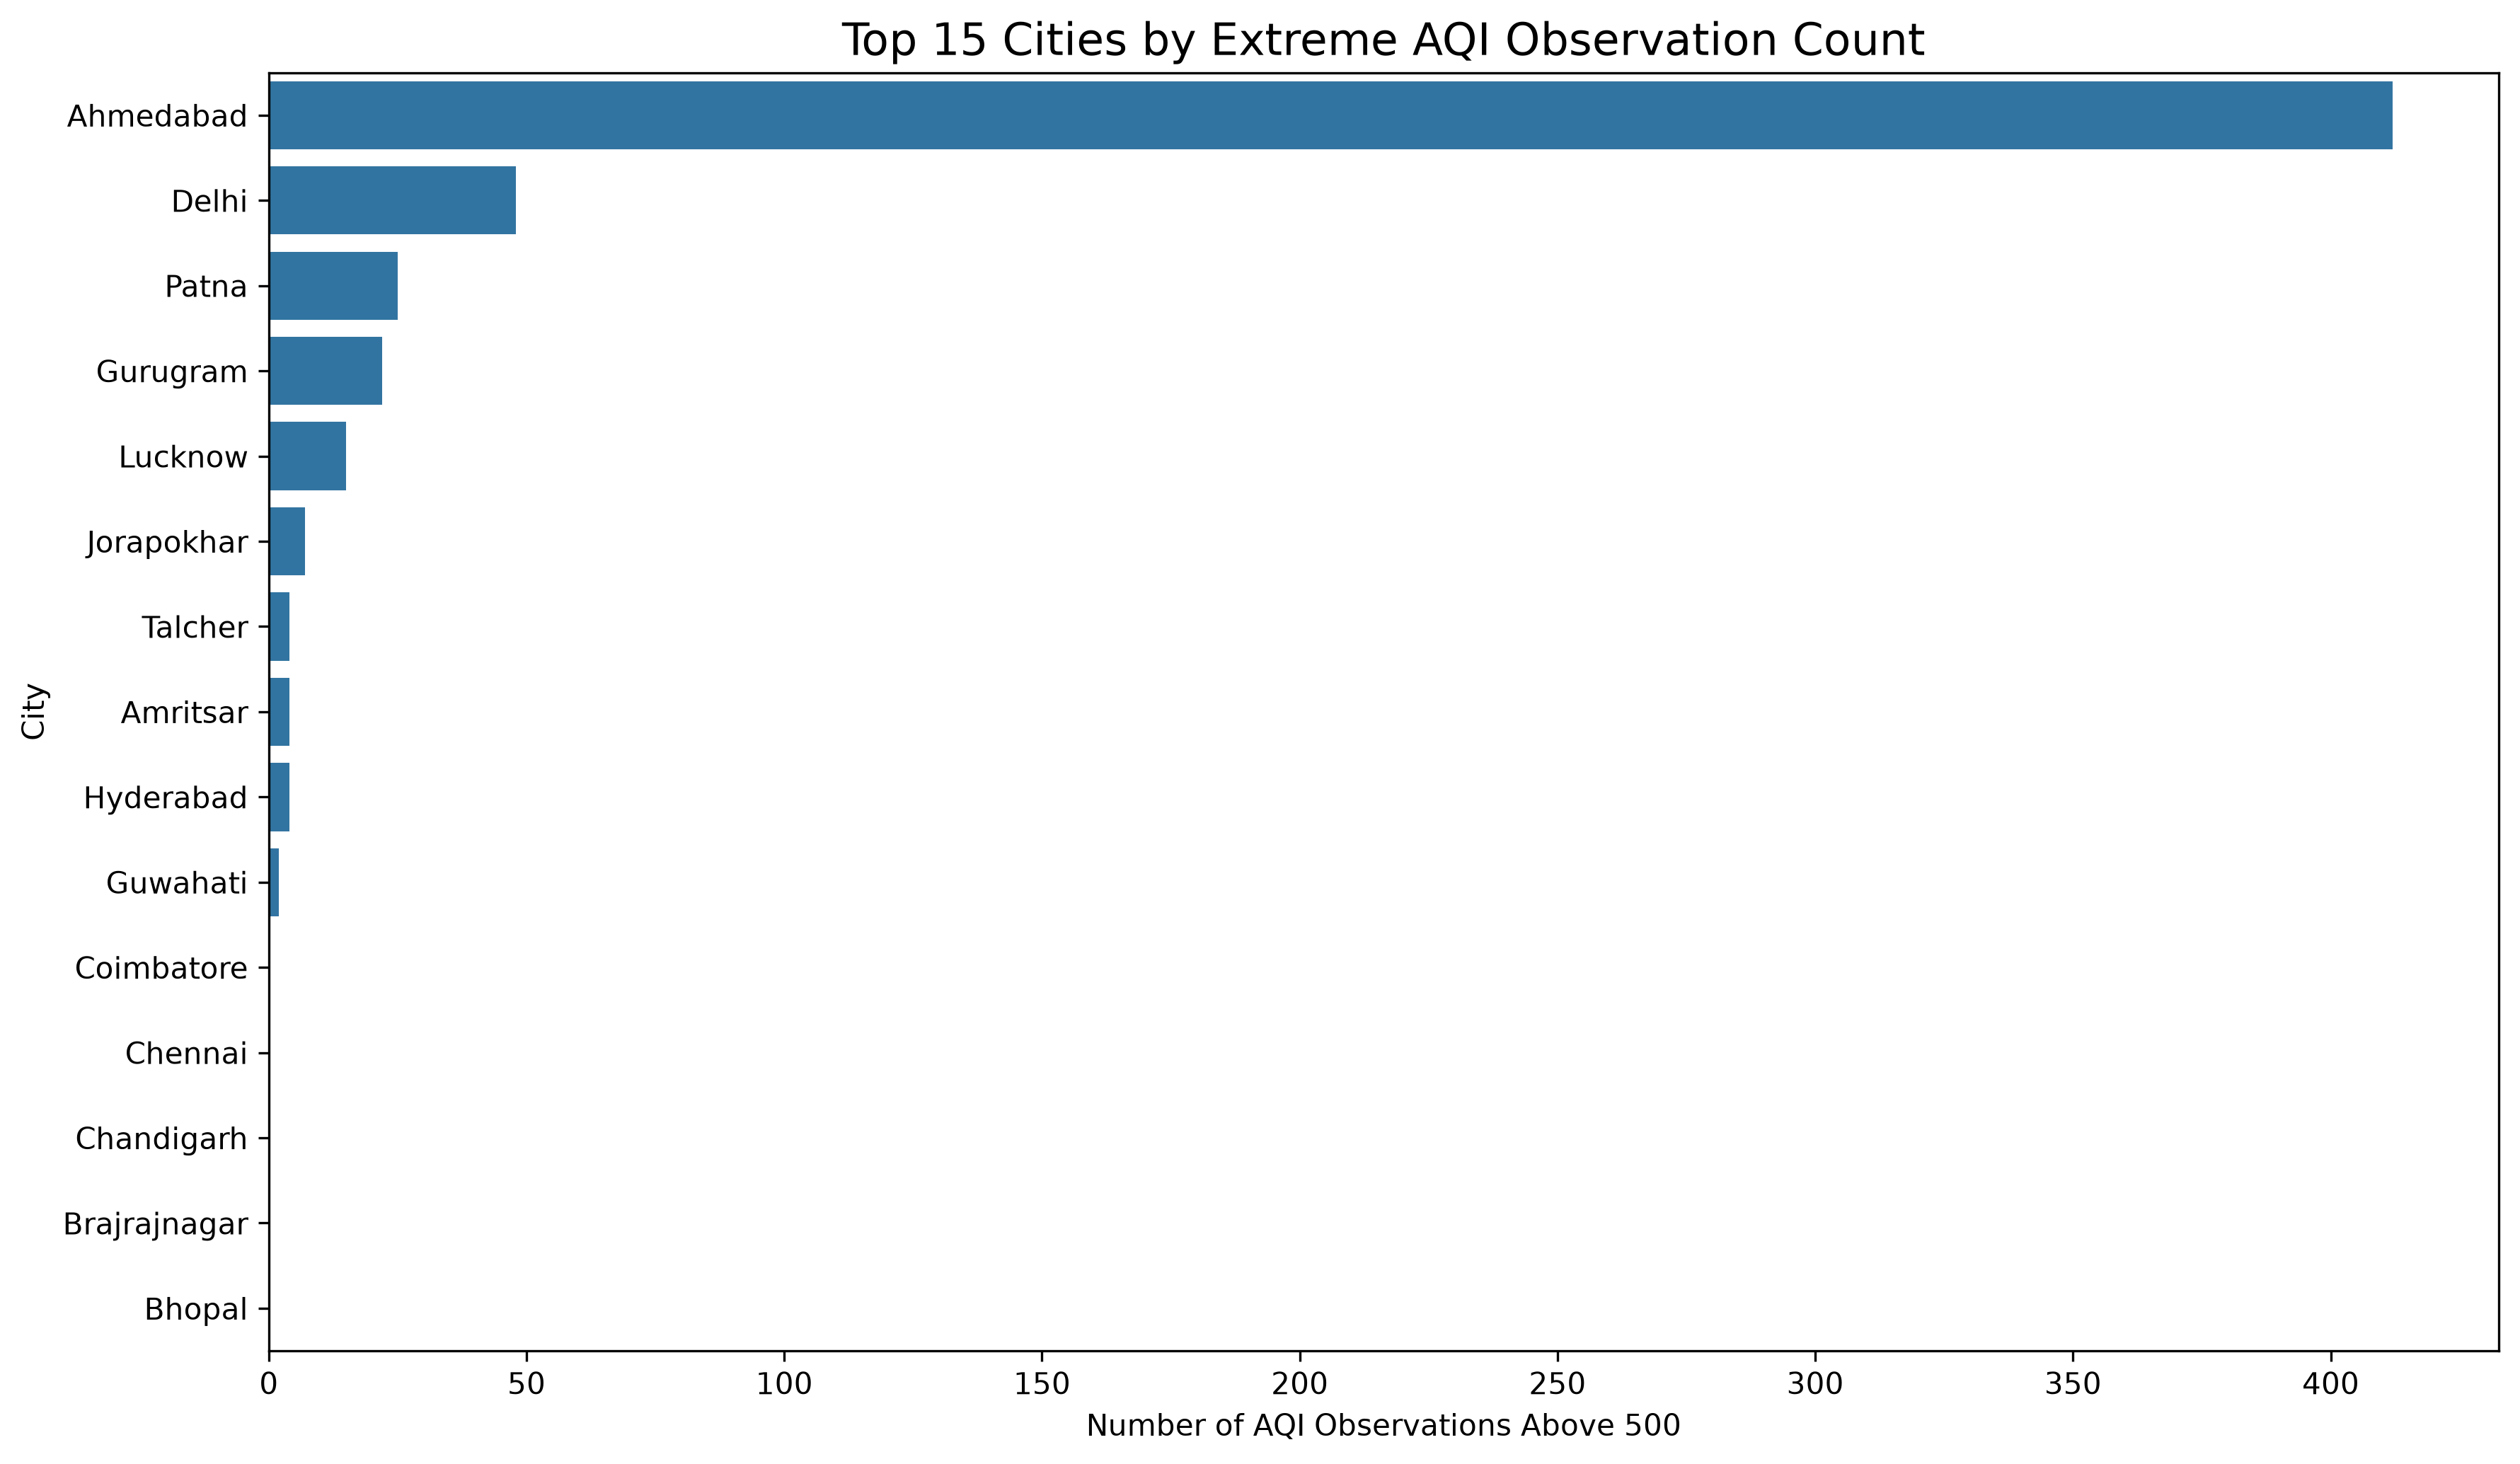 Top 15 Cities by Extreme AQI Observation Count
Ahmedabad
Delhi
Patna
Gurugram
Lucknow
Jorapokhar
Talcher
Amritsar
Hyderabad
Guwahati
Coimbatore
Chennai
Chandigarh
Brajrajnagar
Bhopal
City
0 50 100 150 200 250 300 350 400
Number of AQI Observations Above 500